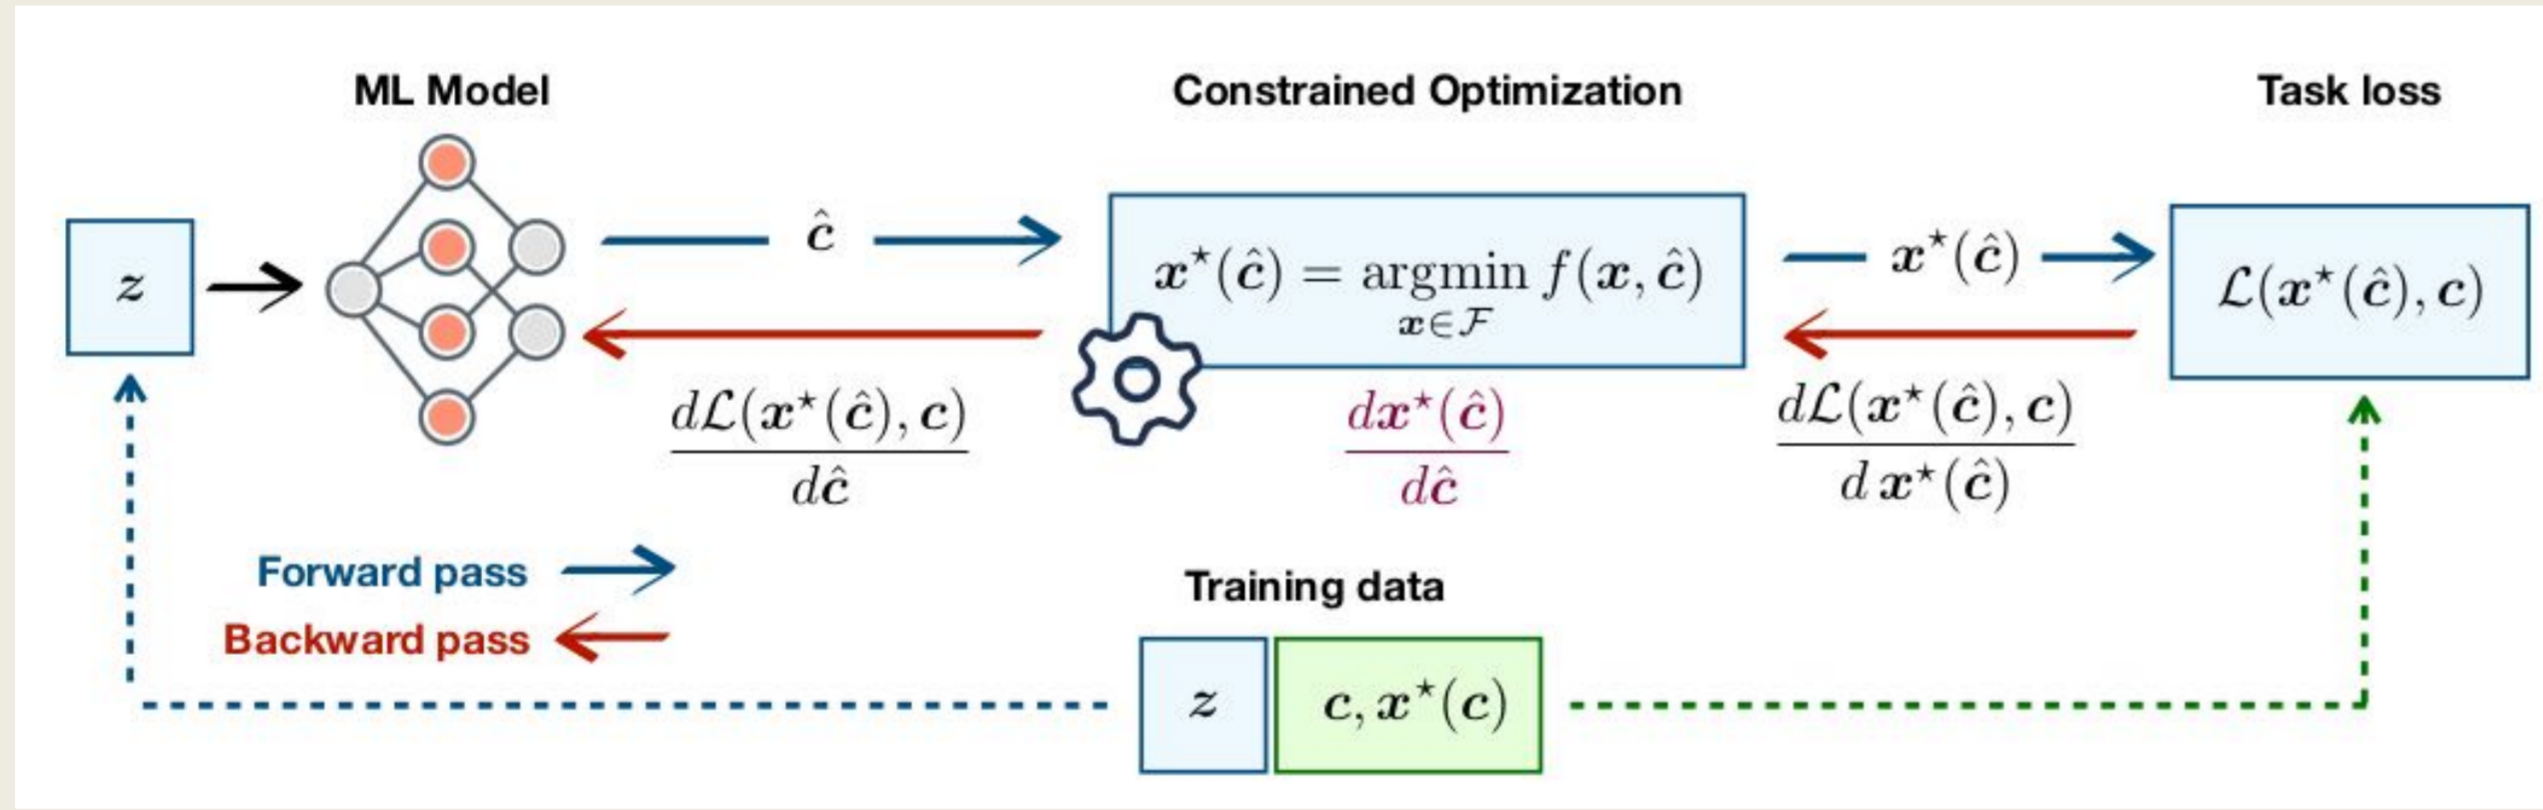 ML Model
Constrained Optimization
Task loss
z
ĉ
x⋆(ĉ) = argmin f(x, ĉ)
x∈ℱ
x⋆(ĉ)
ℒ(x⋆(ĉ), c)
dℒ(x⋆(ĉ), c)
dĉ
dx⋆(ĉ)
dĉ
dℒ(x⋆(ĉ), c)
d x⋆(ĉ)
Forward pass
Backward pass
Training data
z
c, x⋆(c)